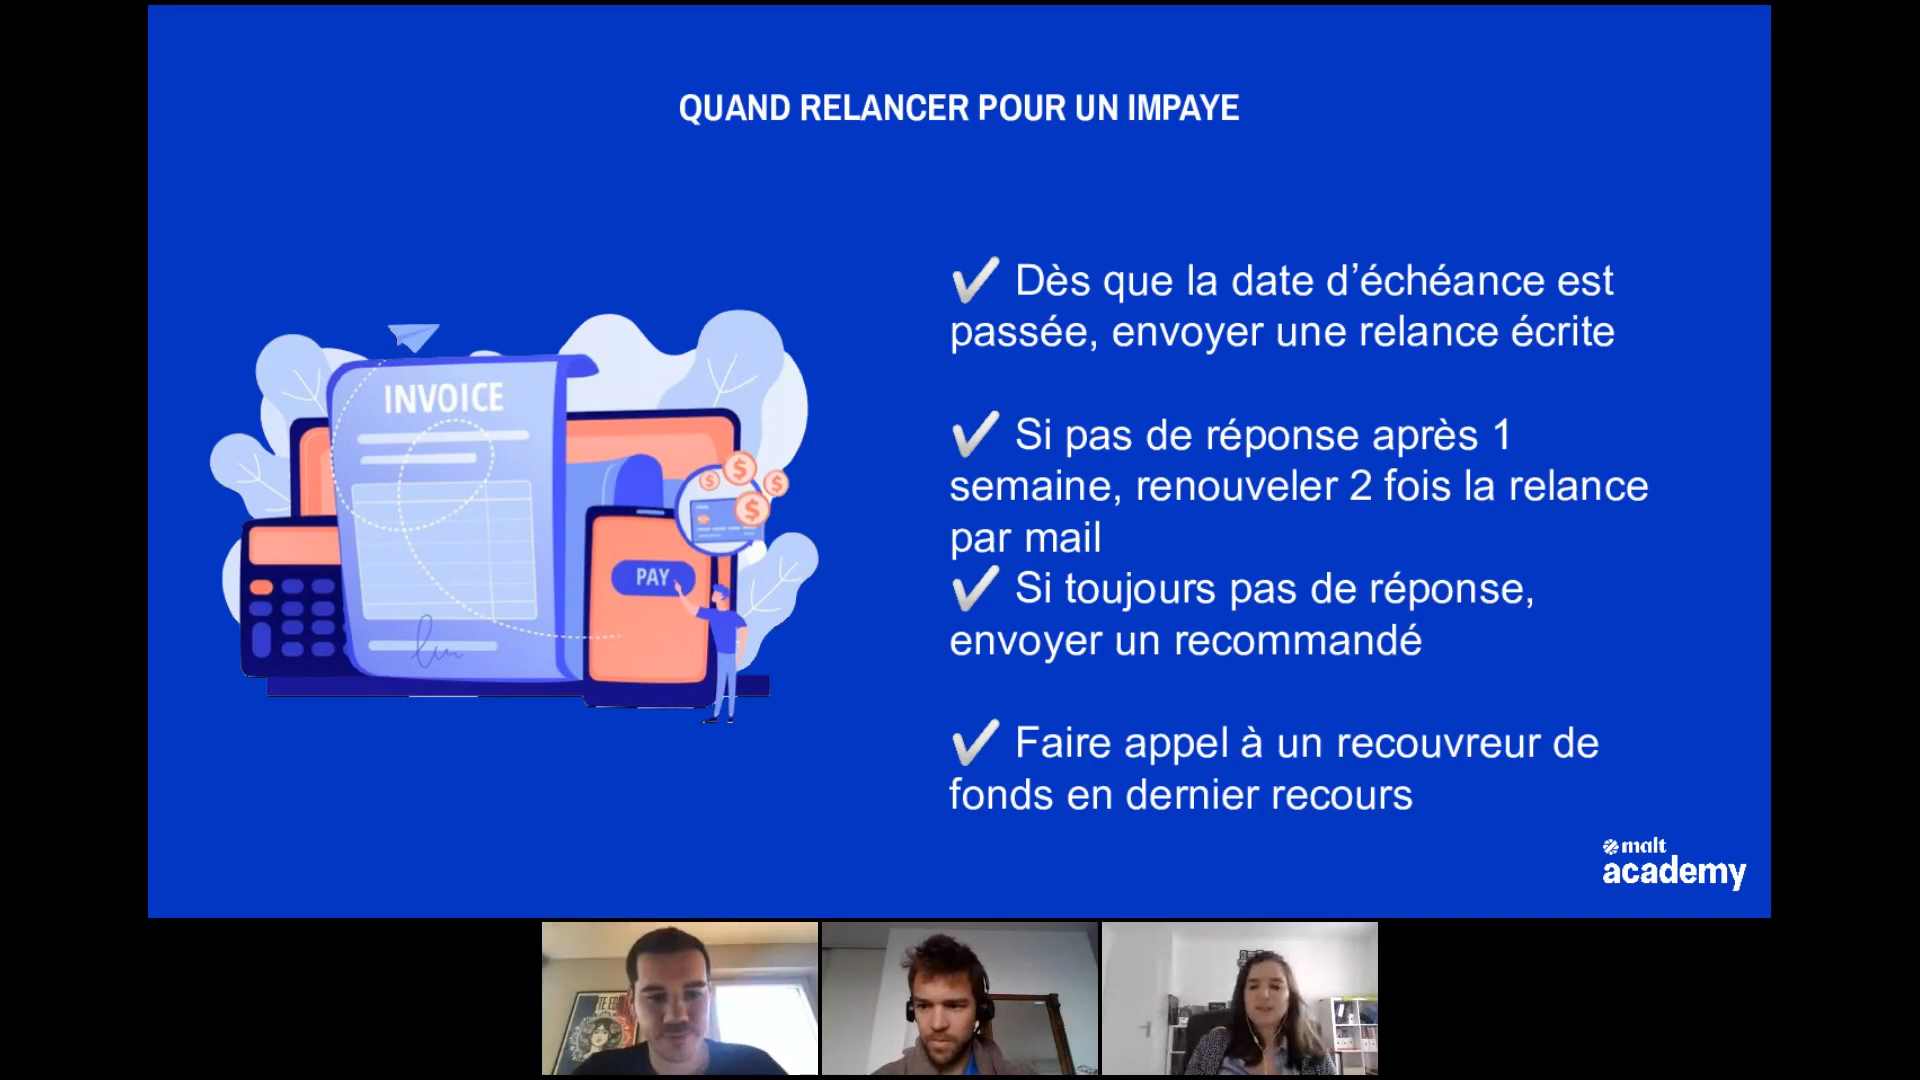 QUAND RELANCER POUR UN IMPAYE
INVOICE
PAY
✔ Dès que la date d’échéance est
passée, envoyer une relance écrite
✔ Si pas de réponse après 1
semaine, renouveler 2 fois la relance
par mail
✔ Si toujours pas de réponse,
envoyer un recommandé
✔ Faire appel à un recouvreur de
fonds en dernier recours
malt
academy